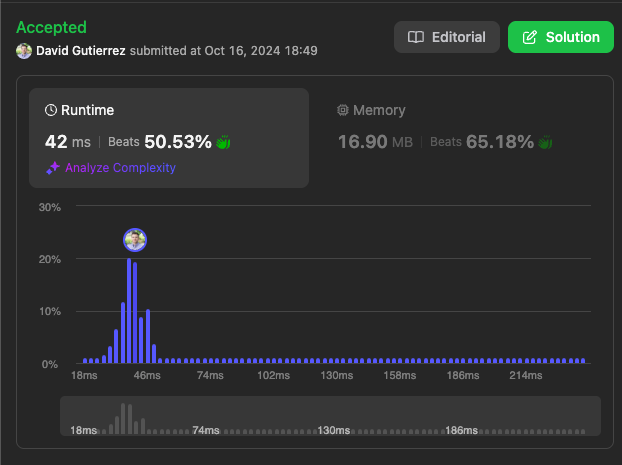 Accepted
David Gutierrez submitted at Oct 16, 2024 18:49
Editorial
Solution
Runtime
42 ms | Beats 50.53%
Analyze Complexity
Memory
16.90 MB | Beats 65.18%
30%
20%
10%
0%
18ms 46ms 74ms 102ms 130ms 158ms 186ms 214ms
18ms 74ms 130ms 186ms